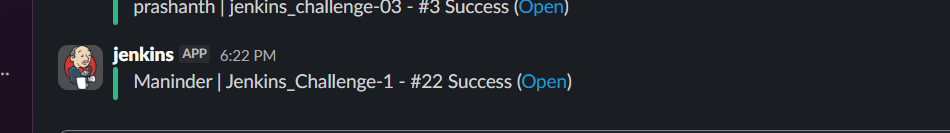 prashanth | jenkins_challenge-03 - #3 Success (Open)
jenkins APP 6:22 PM
Maninder | Jenkins_Challenge-1 - #22 Success (Open)